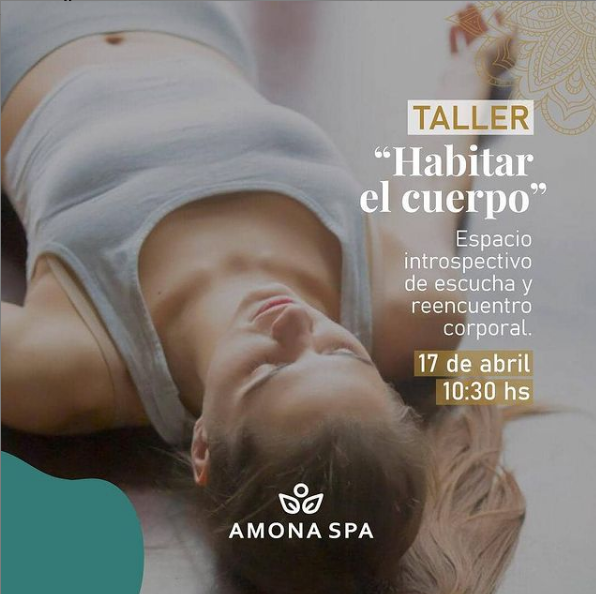 TALLER
“Habitar
el cuerpo”
Espacio
introspectivo
de escucha y
reencuentro
corporal.
17 de abril
10:30 hs
AMONA SPA